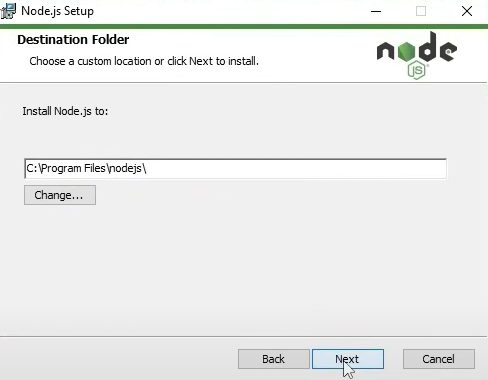 Node.js Setup
Destination Folder
Choose a custom location or click Next to install.
node
JS
Install Node.js to:
C:\Program Files\nodejs\
Change...
Back
Next
Cancel